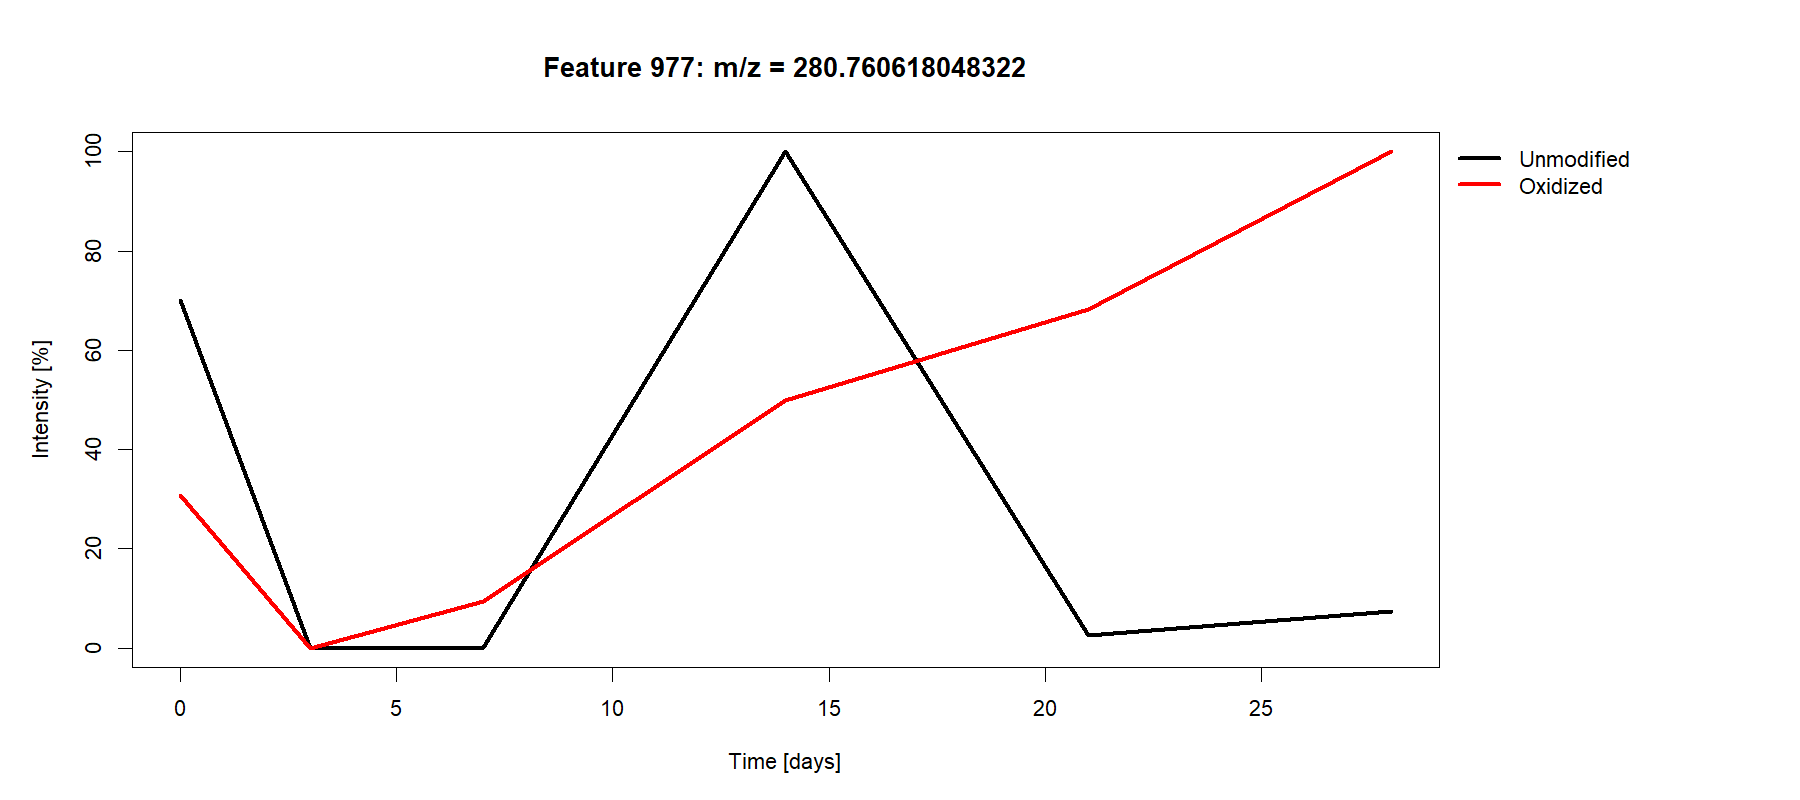 Feature 977: m/z = 280.760618048322
Unmodified
Oxidized
Intensity [%]
100
80
60
40
20
0
0 5 10 15 20 25
Time [days]